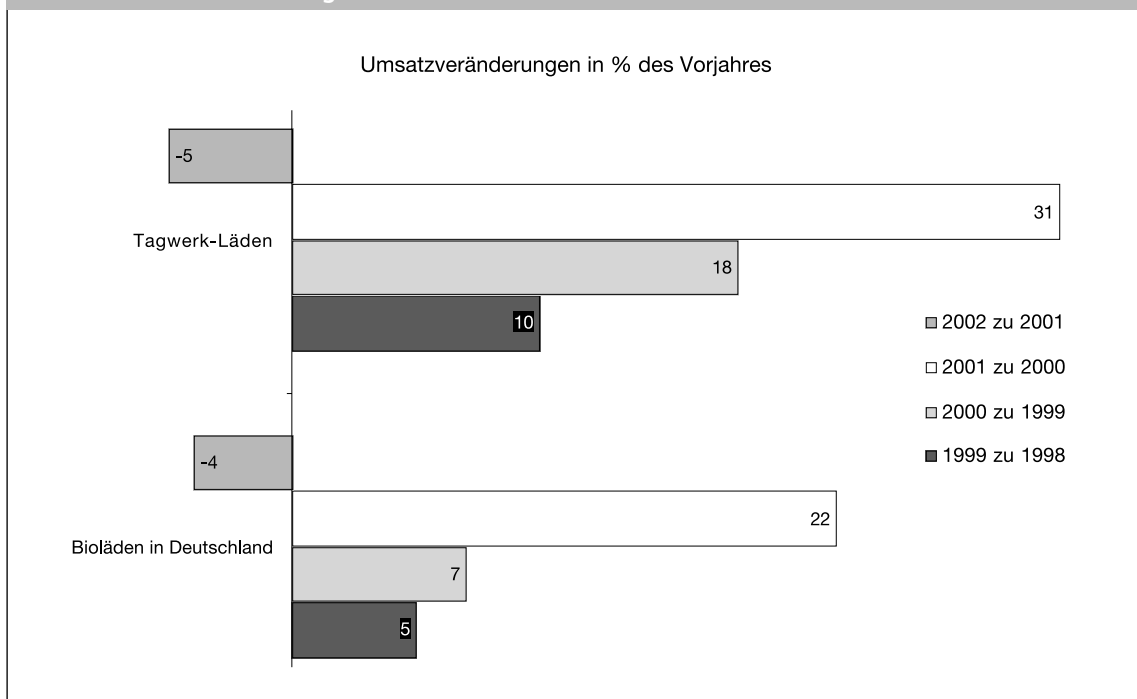 Umsatzveränderungen in % des Vorjahres
-5
31
Tagwerk-Läden
18
10
2002 zu 2001
2001 zu 2000
2000 zu 1999
1999 zu 1998
-4
22
Bioläden in Deutschland
7
5